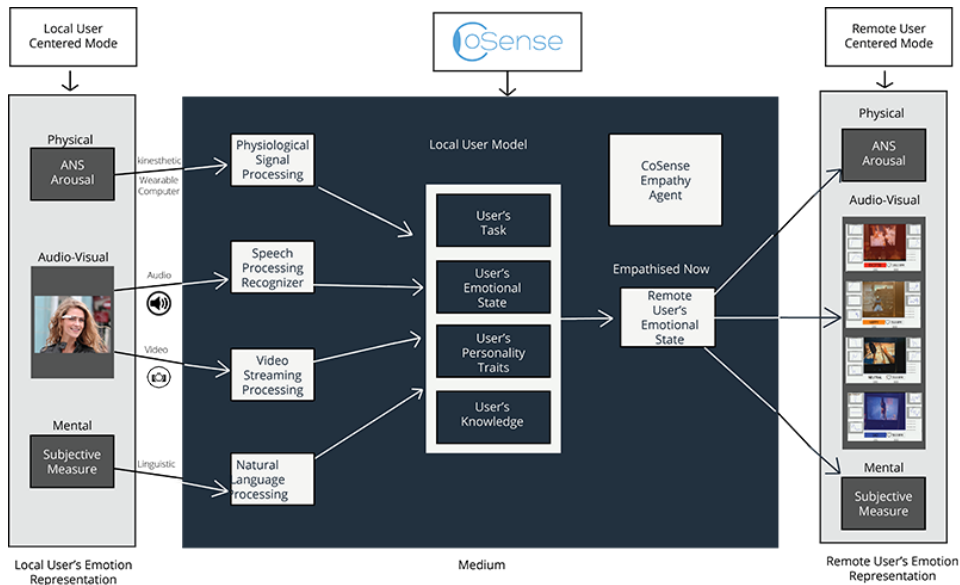 Local User
Centered Mode
CoSense
Remote User
Centered Mode
Physical
ANS
Arousal
kinesthetic
Wearable
Computer
Audio-Visual
Audio
Video
Mental
Subjective
Measure
Linguistic
Local User's Emotion
Representation
Physiological
Signal
Processing
Speech
Processing
Recognizer
Video
Streaming
Processing
Natural
Language
Processing
Local User Model
User's
Task
User's
Emotional
State
User's
Personality
Traits
User's
Knowledge
CoSense
Empathy
Agent
Empathised Now
Remote
User's
Emotional
State
Medium
Physical
ANS
Arousal
Audio-Visual
Mental
Subjective
Measure
Remote User's Emotion
Representation